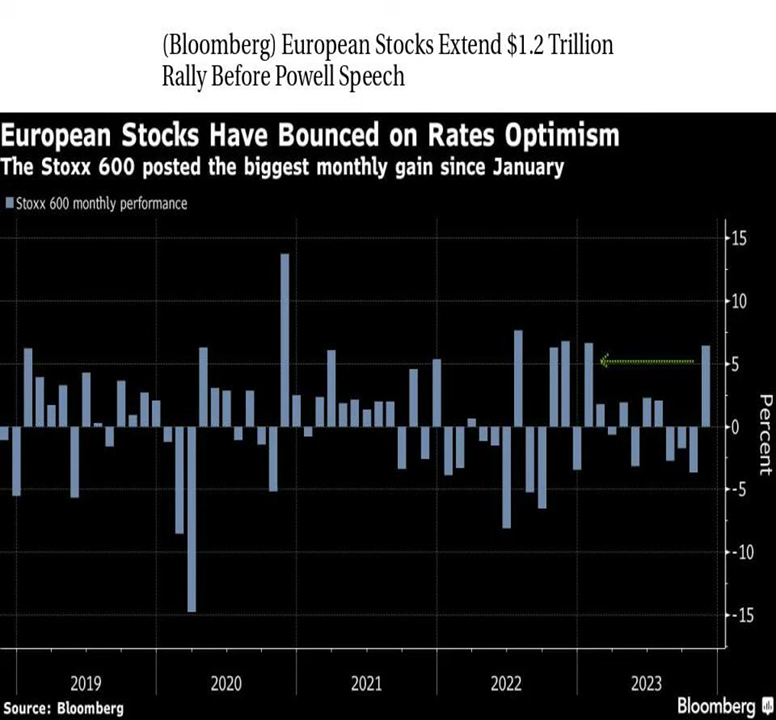 (Bloomberg) European Stocks Extend $1.2 Trillion
Rally Before Powell Speech
European Stocks Have Bounced on Rates Optimism
The Stoxx 600 posted the biggest monthly gain since January
Stoxx 600 monthly performance
15
10
5
0
-5
-10
-15
Percent
2019 2020 2021 2022 2023
Source: Bloomberg
Bloomberg